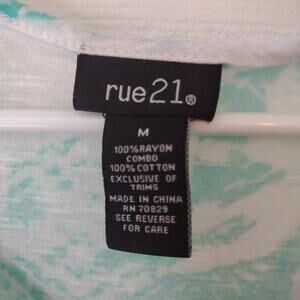 rue21®
M
100%RAYON
COMBO
100%COTTON
EXCLUSIVE OF
TRIMS
MADE IN CHINA
RN 70829
SEE REVERSE
FOR CARE